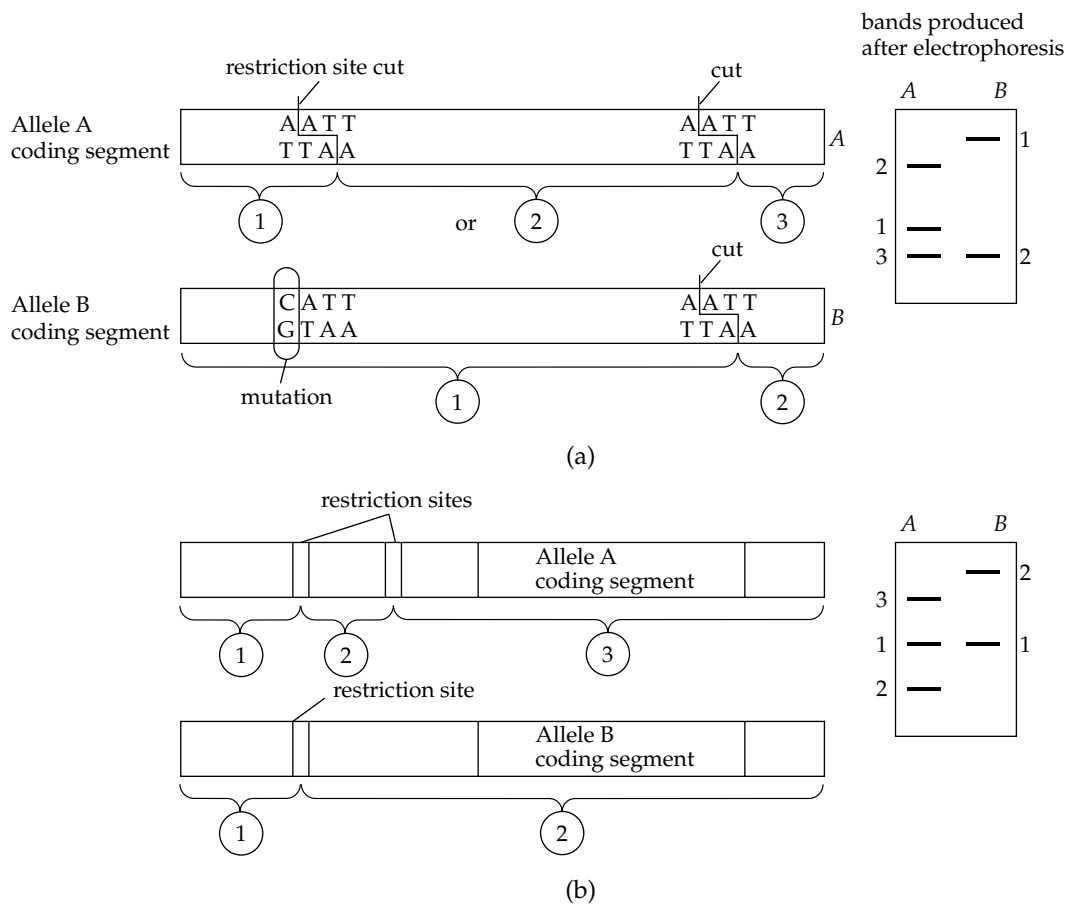 bands produced
after electrophoresis
restriction site cut
cut
A B
Allele A
coding segment
A A T T
T T A A
A A T T
T T A A
A
1
2
1
3
1
2
1 or 2 3
cut
Allele B
coding segment
C A T T
G T A A
A A T T
T T A A
B
mutation
1
2
(a)
restriction sites
A B
Allele A
coding segment
2
3
1
1
2
1
2
3
restriction site
Allele B
coding segment
1
2
(b)